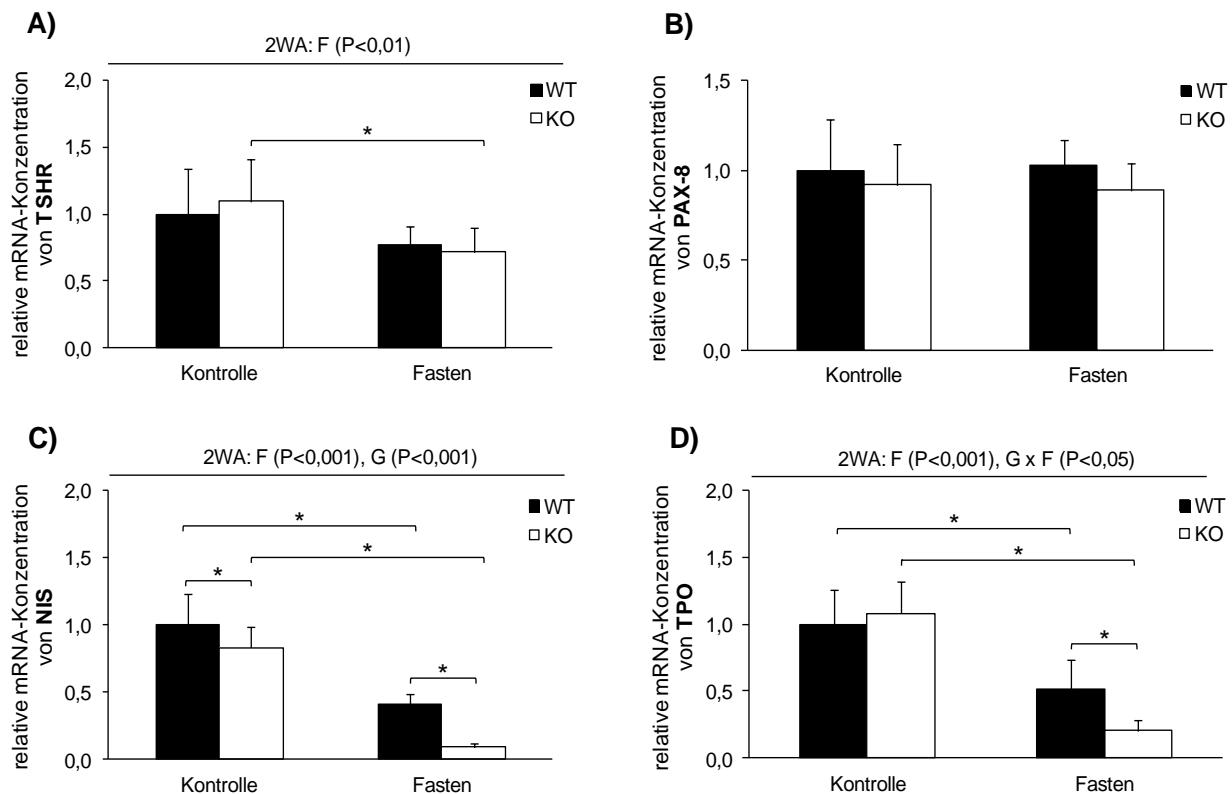 A)
2WA: F (P<0,01)
relative mRNA-Konzentration
von TSHR
2,0
1,5
1,0
0,5
0,0
WT
KO
*
Kontrolle
Fasten
B)
relative mRNA-Konzentration
von PAX-8
1,5
1,0
0,5
0,0
WT
KO
Kontrolle
Fasten
C)
2WA: F (P<0,001), G (P<0,001)
relative mRNA-Konzentration
von NIS
2,0
1,5
1,0
0,5
0,0
WT
KO
*
*
*
*
Kontrolle
Fasten
D)
2WA: F (P<0,001), G x F (P<0,05)
relative mRNA-Konzentration
von TPO
2,0
1,5
1,0
0,5
0,0
WT
KO
*
*
*
Kontrolle
Fasten